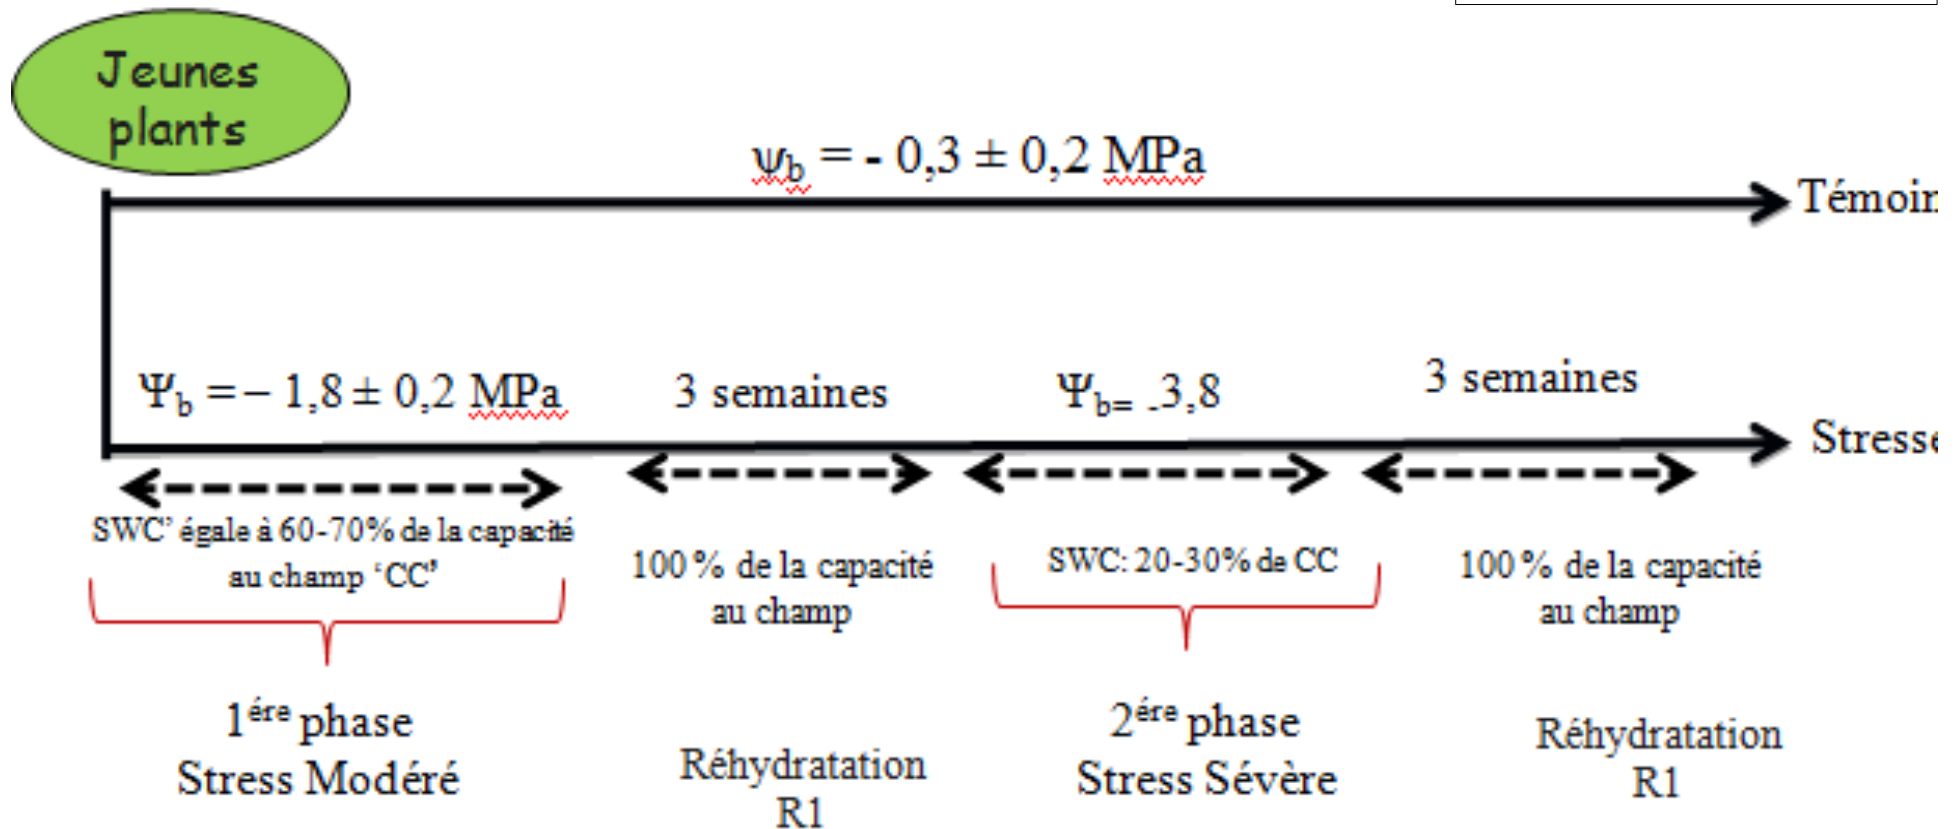 Jeunes
plants
ψb = - 0,3 ± 0,2 MPa
Témoin
Ψb = – 1,8 ± 0,2 MPa
3 semaines
Ψb= -3,8
3 semaines
Stressé
SWC’ égale à 60-70% de la capacité
au champ ‘CC’
100 % de la capacité
au champ
SWC: 20-30% de CC
100 % de la capacité
au champ
1ére phase
Stress Modéré
Réhydratation
R1
2ére phase
Stress Sévère
Réhydratation
R1